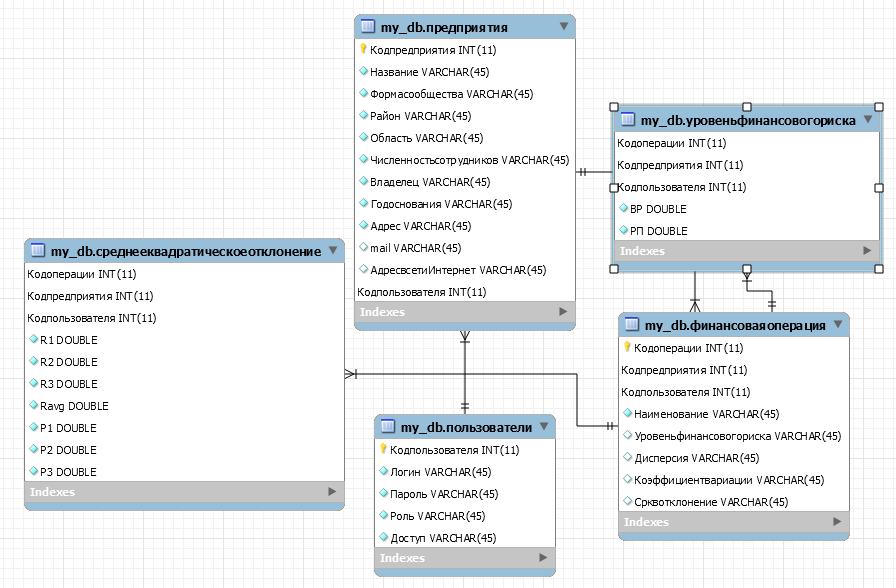 my_db.предприятия
Кодпредприятия INT(11)
Название VARCHAR(45)
Формасообщества VARCHAR(45)
Район VARCHAR(45)
Область VARCHAR(45)
Численностьсотрудников VARCHAR(45)
Владелец VARCHAR(45)
Годоснования VARCHAR(45)
Адрес VARCHAR(45)
mail VARCHAR(45)
АдресвсетиИнтернет VARCHAR(45)
Кодпользователя INT(11)
Indexes
my_db.уровеньфинансовогориска
Кодоперации INT(11)
Кодпредприятия INT(11)
Кодпользователя INT(11)
ВР DOUBLE
РП DOUBLE
Indexes
my_db.среднееквадратическоеотклонение
Кодоперации INT(11)
Кодпредприятия INT(11)
Кодпользователя INT(11)
R1 DOUBLE
R2 DOUBLE
R3 DOUBLE
Ravg DOUBLE
P1 DOUBLE
P2 DOUBLE
P3 DOUBLE
Indexes
my_db.финансоваяоперация
Кодоперации INT(11)
Кодпредприятия INT(11)
Кодпользователя INT(11)
Наименование VARCHAR(45)
Уровеньфинансовогориска VARCHAR(45)
Дисперсия VARCHAR(45)
Коэффициентвариации VARCHAR(45)
Срквотклонение VARCHAR(45)
Indexes
my_db.пользователи
Кодпользователя INT(11)
Логин VARCHAR(45)
Пароль VARCHAR(45)
Роль VARCHAR(45)
Доступ VARCHAR(45)
Indexes